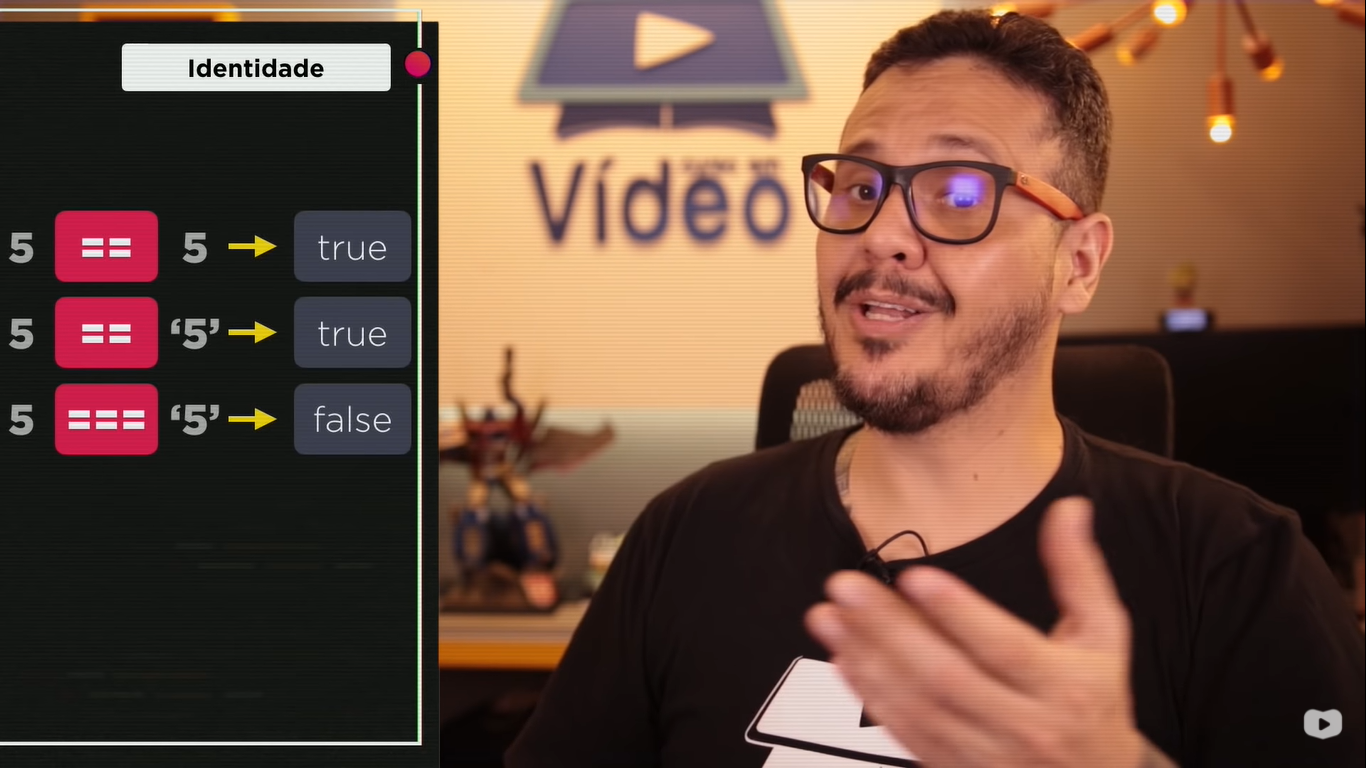 Identidade
5 == 5 → true
5 == ‘5’ → true
5 === ‘5’ → false
Vídeo